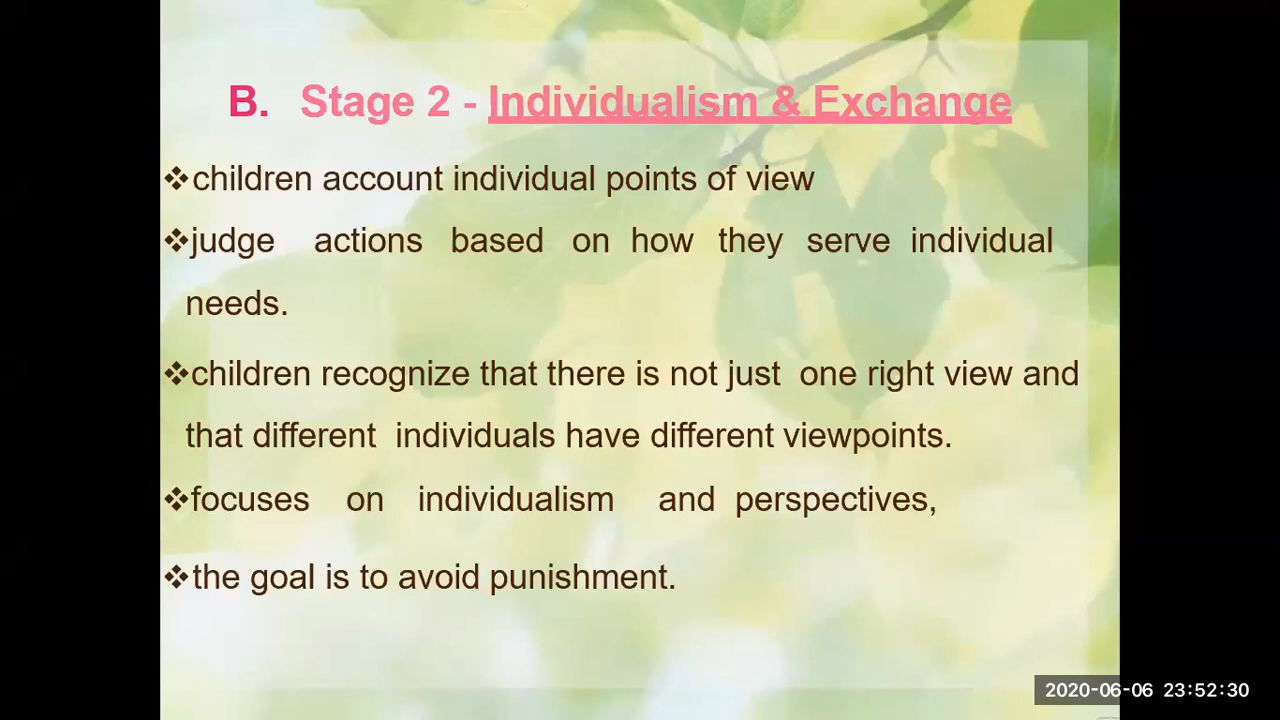 B. Stage 2 - Individualism & Exchange
❖children account individual points of view
❖judge actions based on how they serve individual
needs.
❖children recognize that there is not just one right view and
that different individuals have different viewpoints.
❖focuses on individualism and perspectives,
❖the goal is to avoid punishment.
2020-06-06 23:52:30